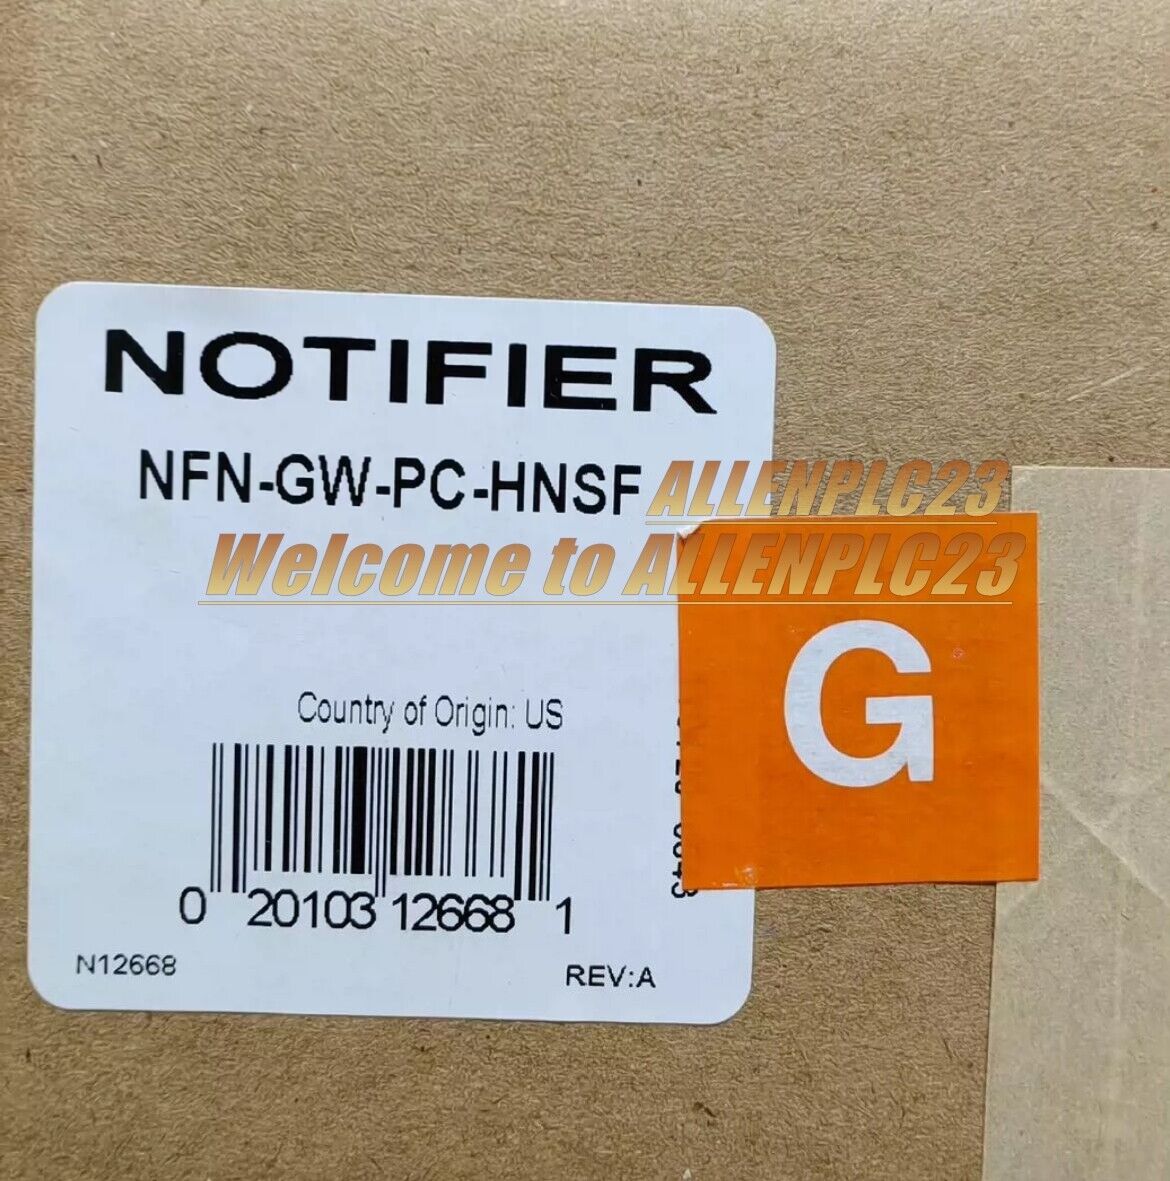 NOTIFIER
NFN-GW-PC-HNSF
ALLENPLC23
Welcome to ALLENPLC23
G
Country of Origin: US
0 20103 12668 1
N12668
REV:A